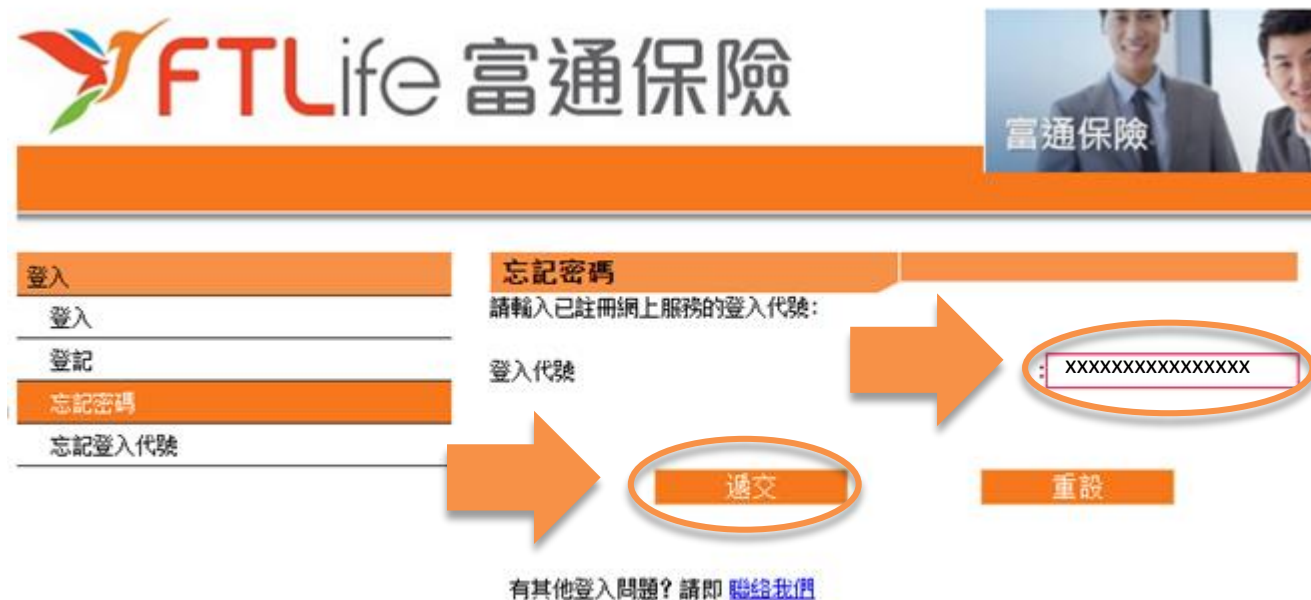 FTLife 富通保險
富通保險
登入
登入
登記
忘記密碼
忘記登入代號
忘記密碼
請輸入已註冊網上服務的登入代號：
登入代號 : XXXXXXXXXXXXXXXX
遞交 重設
有其他登入問題? 請即 聯絡我們